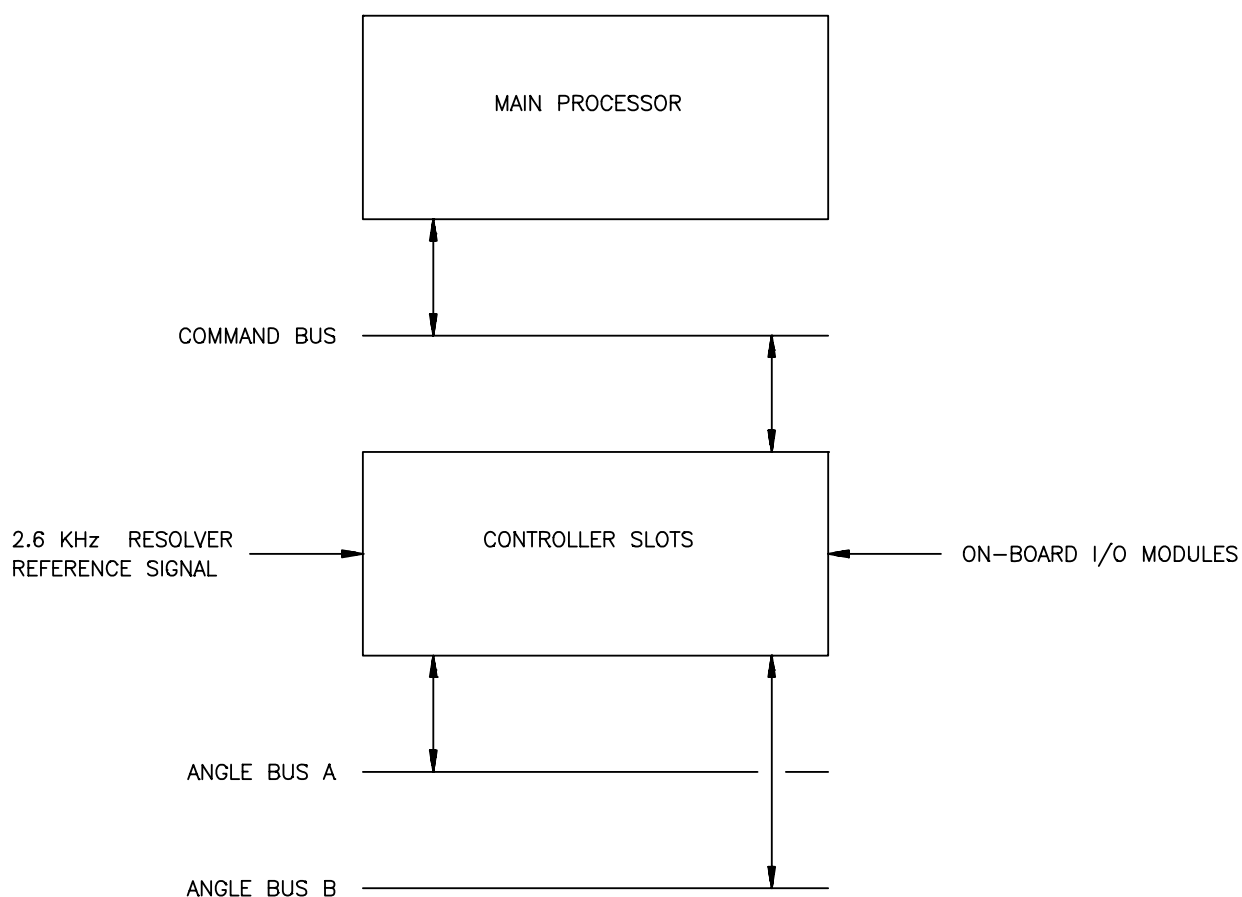 MAIN PROCESSOR
COMMAND BUS
2.6 KHz RESOLVER
REFERENCE SIGNAL
CONTROLLER SLOTS
ON-BOARD I/O MODULES
ANGLE BUS A
ANGLE BUS B